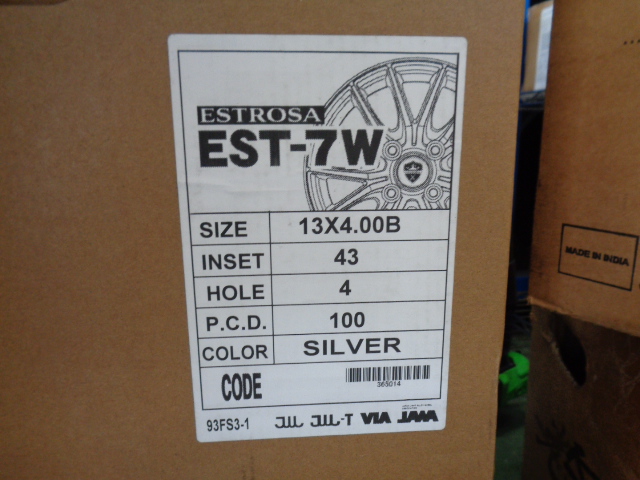 ESTROSA
EST-7W
SIZE 13X4.00B
INSET 43
HOLE 4
P.C.D. 100
COLOR SILVER
CODE
365014
93FS3-1 JWL JWL-T VIA JAWA
MADE IN INDIA